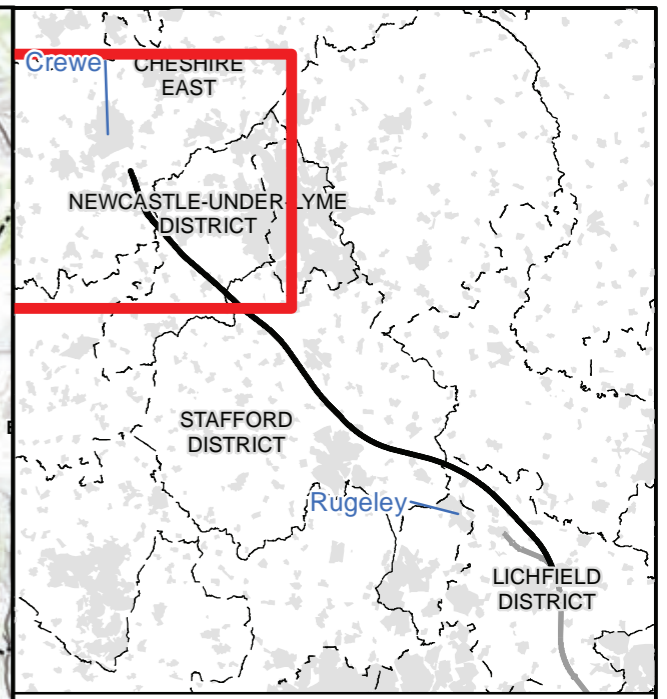 Crewe
CHESHIRE
EAST
NEWCASTLE-UNDER-LYME
DISTRICT
STAFFORD
DISTRICT
Rugeley
LICHFIELD
DISTRICT